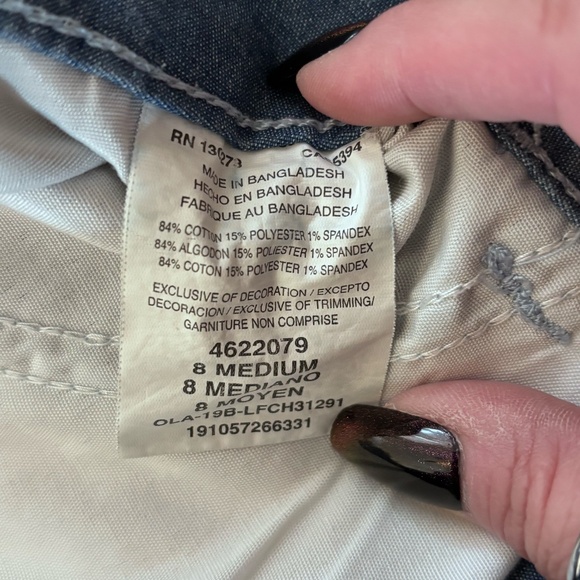 MADE IN BANGLADESH
HECHO EN BANGLADESH
FABRIQUE AU BANGLADESH
84% COTTON 15% POLYESTER 1% SPANDEX
84% ALGODON 15% POLIESTER 1% SPANDEX
84% COTON 15% POLYESTER 1% SPANDEX
EXCLUSIVE OF DECORATION / EXCEPTO
DECORACION / EXCLUSIVE OF TRIMMING/
GARNITURE NON COMPRISE
4622079
8 MEDIUM
8 MEDIANO
8 MOYEN
OLA-19B-LFCH31291
191057266331